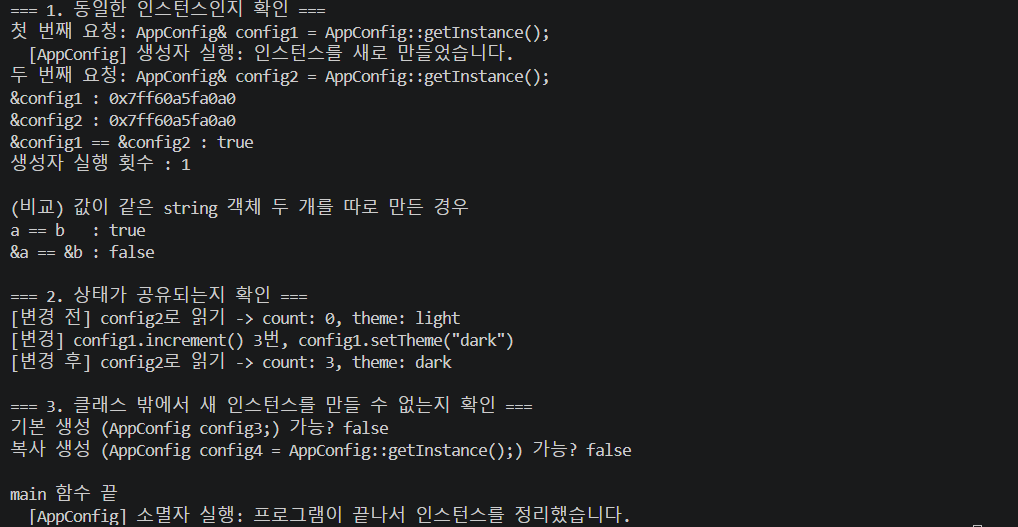 === 1. 동일한 인스턴스인지 확인 ===
첫 번째 요청: AppConfig& config1 = AppConfig::getInstance();
  [AppConfig] 생성자 실행: 인스턴스를 새로 만들었습니다.
두 번째 요청: AppConfig& config2 = AppConfig::getInstance();
&config1 : 0x7ff60a5fa0a0
&config2 : 0x7ff60a5fa0a0
&config1 == &config2 : true
생성자 실행 횟수 : 1

(비교) 값이 같은 string 객체 두 개를 따로 만든 경우
a == b   : true
&a == &b : false

=== 2. 상태가 공유되는지 확인 ===
[변경 전] config2로 읽기 -> count: 0, theme: light
[변경] config1.increment() 3번, config1.setTheme("dark")
[변경 후] config2로 읽기 -> count: 3, theme: dark

=== 3. 클래스 밖에서 새 인스턴스를 만들 수 없는지 확인 ===
기본 생성 (AppConfig config3;) 가능? false
복사 생성 (AppConfig config4 = AppConfig::getInstance();) 가능? false

main 함수 끝
  [AppConfig] 소멸자 실행: 프로그램이 끝나서 인스턴스를 정리했습니다.